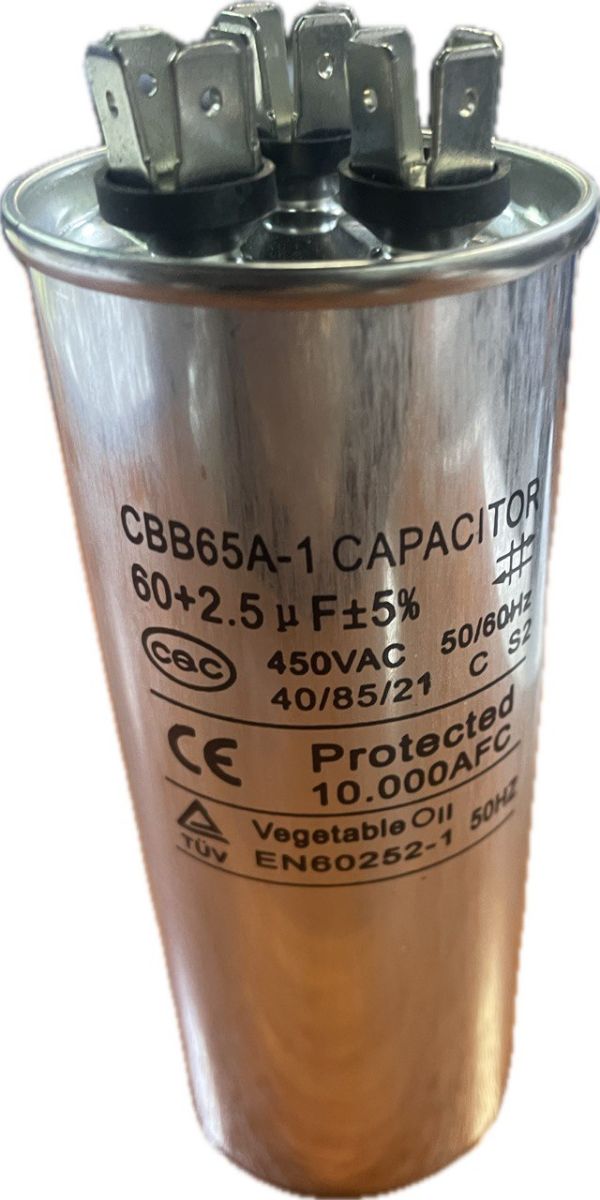 CBB65A-1 CAPACITOR
60+2.5 μF±5%
CQC 450VAC 50/60Hz
40/85/21 C S2
CE Protected
10.000AFC
TÜV Vegetable Oil 50HZ
EN60252-1